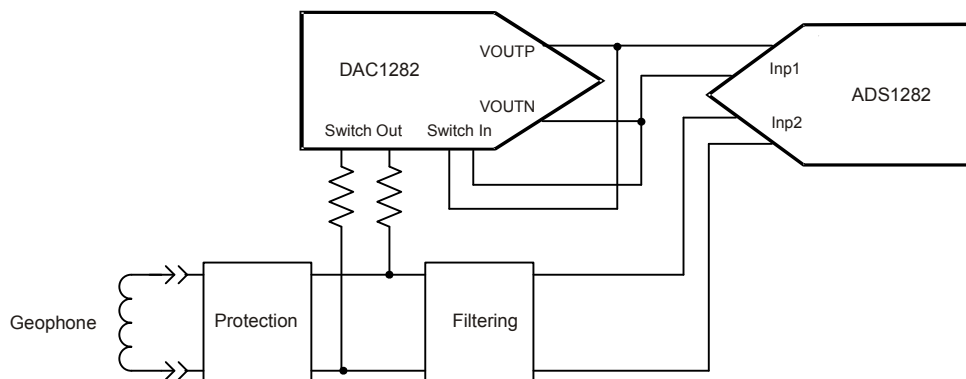 VOUTP
DAC1282
Inp1
ADS1282
VOUTN
Inp2
Switch Out Switch In
Geophone
Protection
Filtering